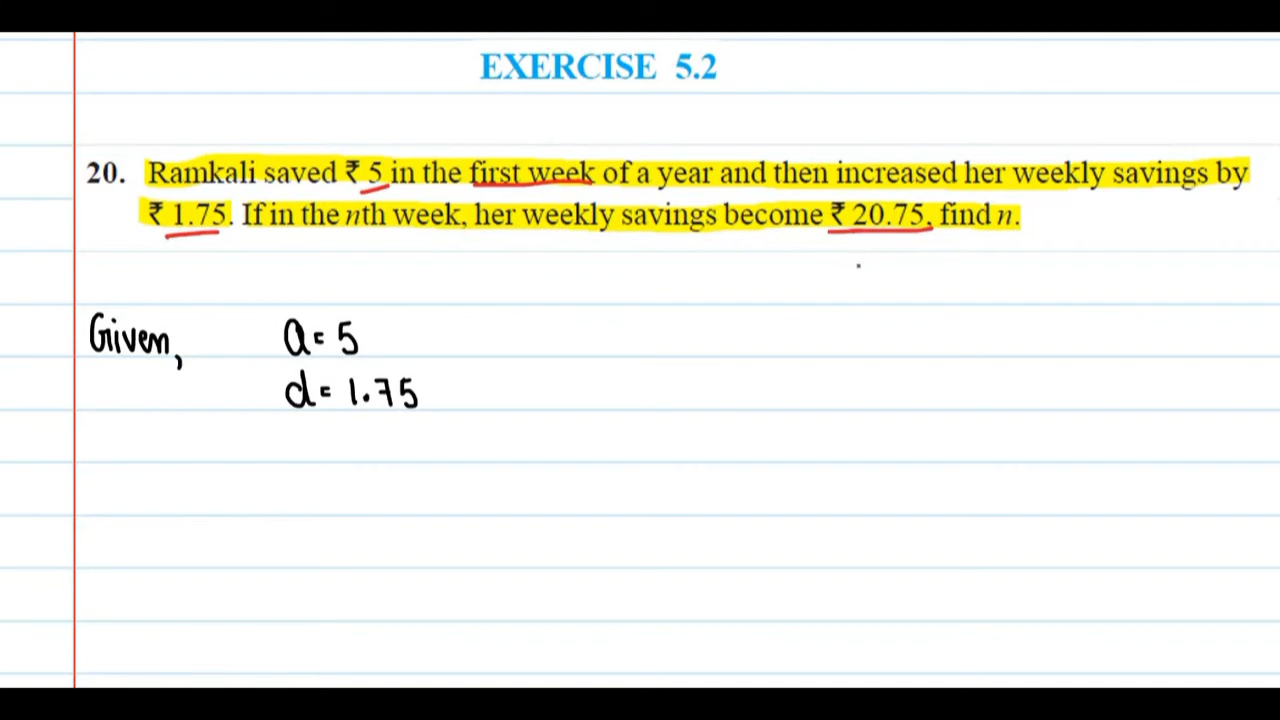 EXERCISE 5.2
20. Ramkali saved ₹ 5 in the first week of a year and then increased her weekly savings by
₹ 1.75. If in the nth week, her weekly savings become ₹ 20.75, find n.
Given, a = 5
d = 1.75